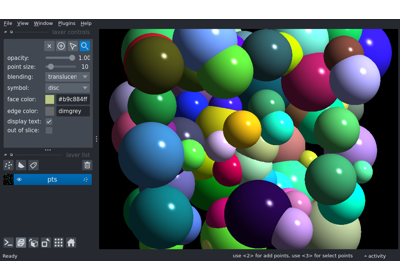 File View Window Plugins Help
layer controls
opacity: 1.00
point size: 10
blending: translucen
symbol: disc
face color: #b9c884ff
edge color: dimgrey
display text:
out of slice:
layer list
pts
Ready use <2> for add points, use <3> for select points activity